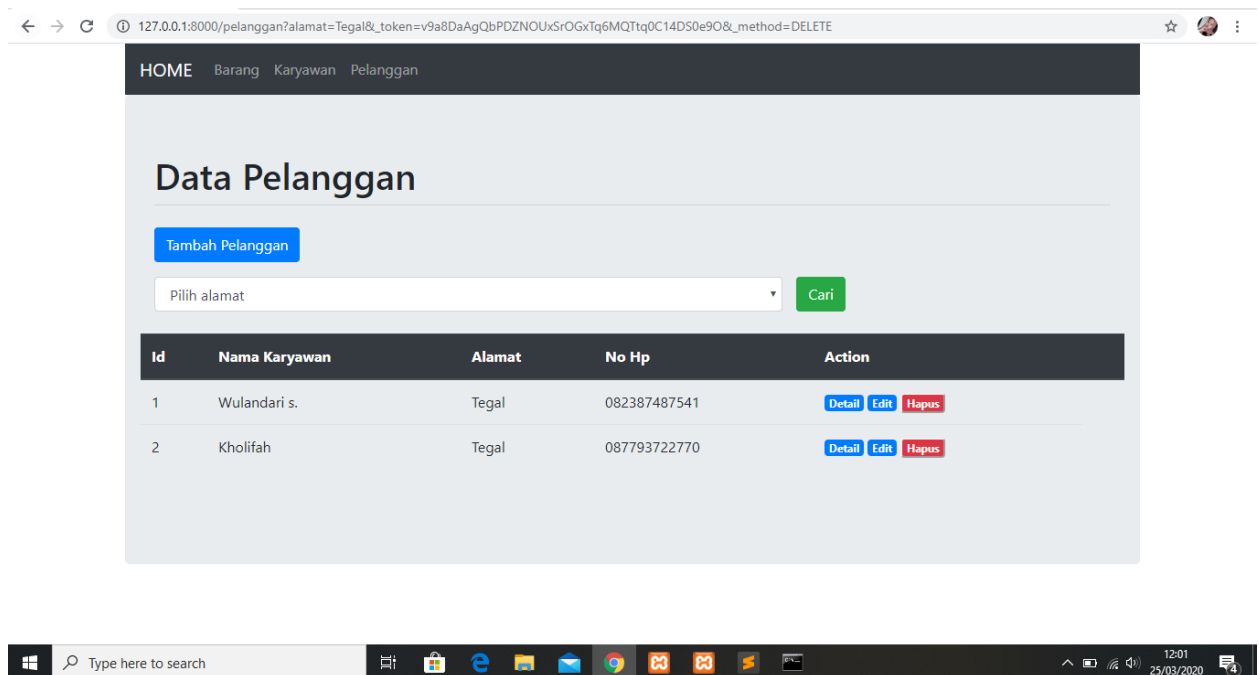 127.0.0.1:8000/pelanggan?alamat=Tegal&_token=v9a8DaAgQbPDZNOUxSrOGxTq6MQTtq0C14DS0e9O&_method=DELETE
HOME Barang Karyawan Pelanggan
Data Pelanggan
Tambah Pelanggan
Pilih alamat Cari
Id Nama Karyawan Alamat No Hp Action
1 Wulandari s. Tegal 082387487541 Detail Edit Hapus
2 Kholifah Tegal 087793722770 Detail Edit Hapus
Type here to search 12:01
25/03/2020 4